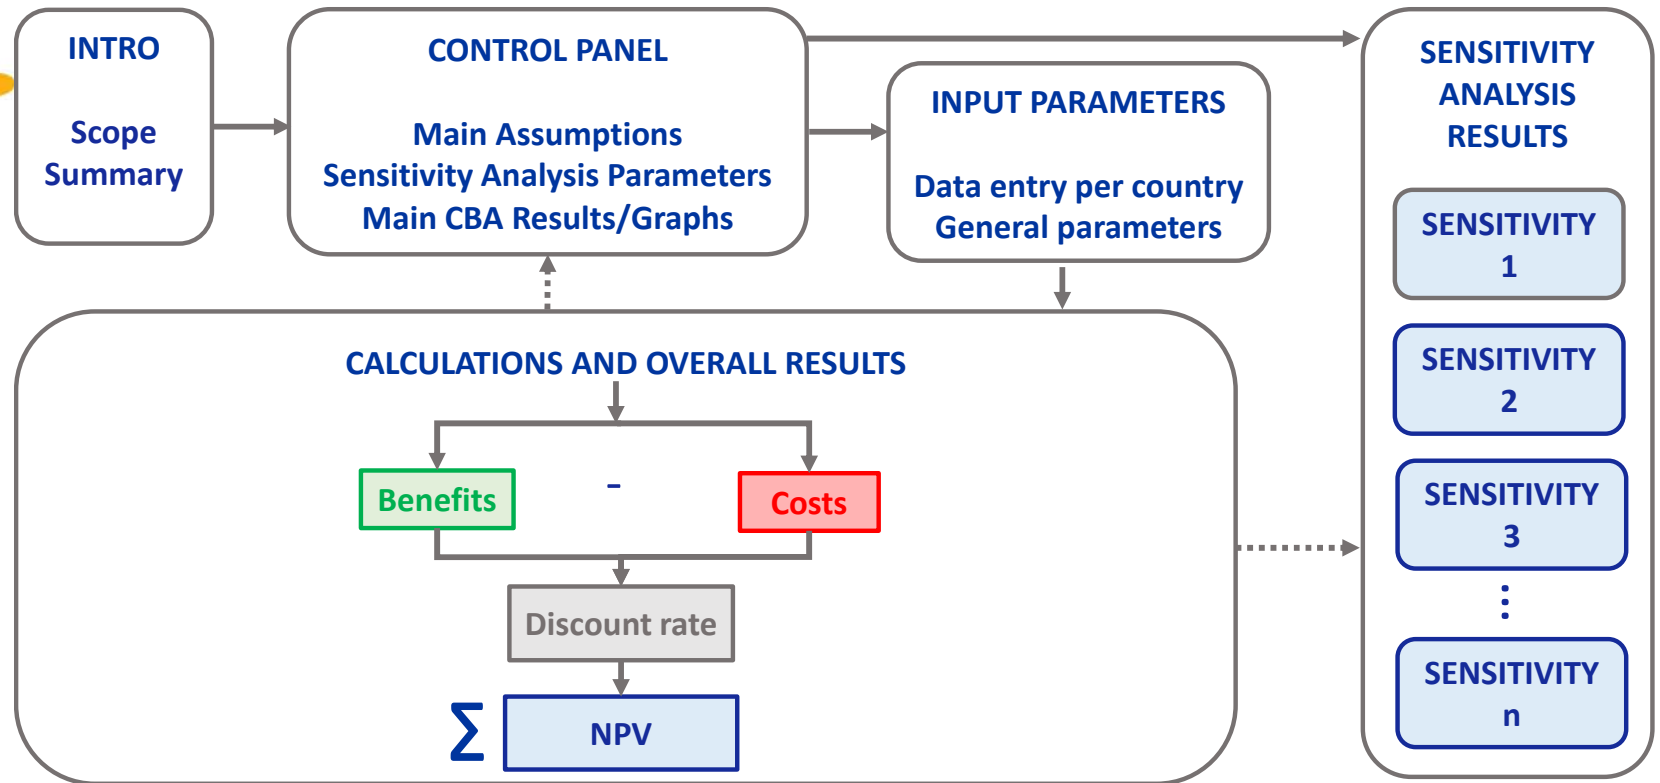 INTRO
Scope
Summary
CONTROL PANEL
Main Assumptions
Sensitivity Analysis Parameters
Main CBA Results/Graphs
INPUT PARAMETERS
Data entry per country
General parameters
CALCULATIONS AND OVERALL RESULTS
Benefits
-
Costs
Discount rate
∑
NPV
SENSITIVITY
ANALYSIS
RESULTS
SENSITIVITY
1
SENSITIVITY
2
SENSITIVITY
3
⋮
SENSITIVITY
n